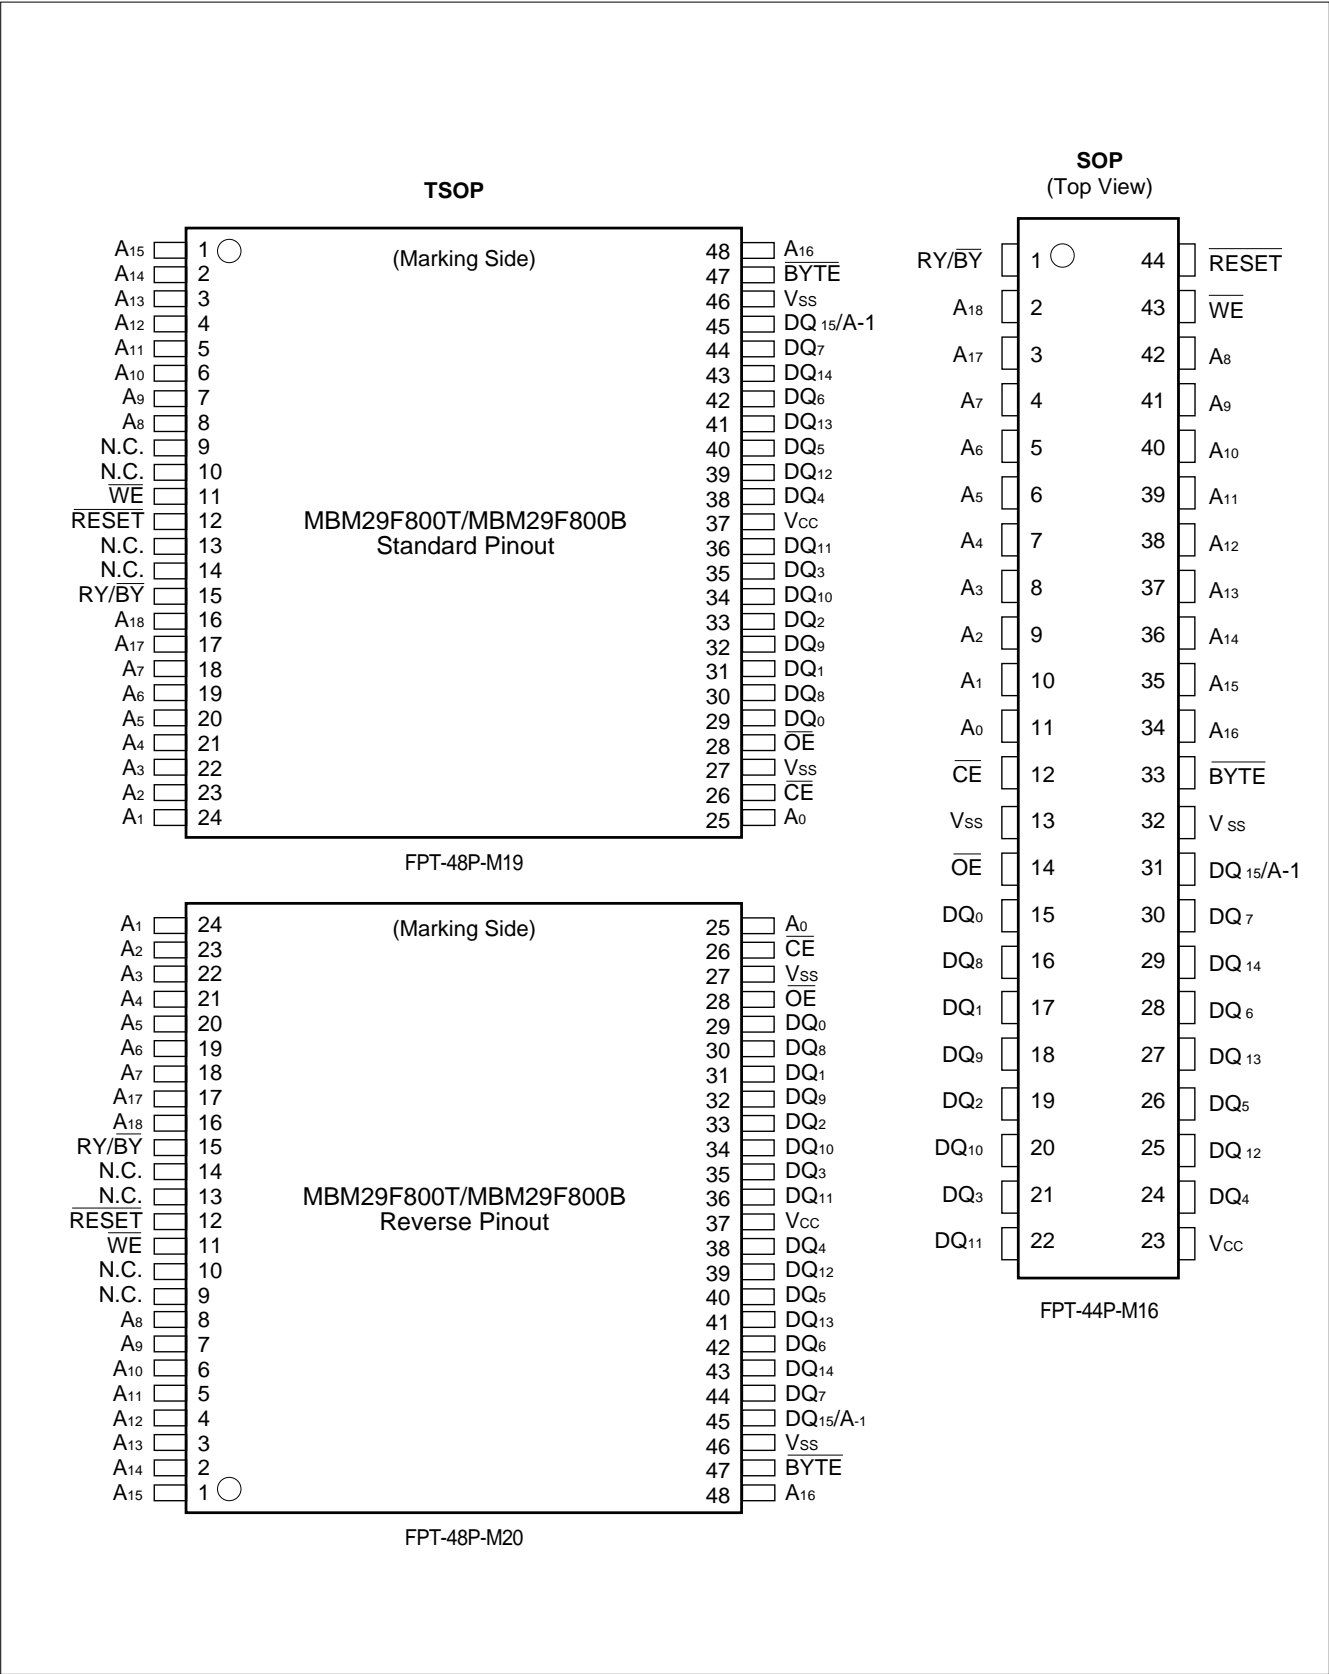 TSOP
A15 1 (Marking Side) 48 A16
A14 2 47 BYTE
A13 3 46 VSS
A12 4 45 DQ 15/A-1
A11 5 44 DQ7
A10 6 43 DQ14
A9 7 42 DQ6
A8 8 41 DQ13
N.C. 9 40 DQ5
N.C. 10 39 DQ12
WE 11 38 DQ4
RESET 12 MBM29F800T/MBM29F800B 37 VCC
N.C. 13 Standard Pinout 36 DQ11
N.C. 14 35 DQ3
RY/BY 15 34 DQ10
A18 16 33 DQ2
A17 17 32 DQ9
A7 18 31 DQ1
A6 19 30 DQ8
A5 20 29 DQ0
A4 21 28 OE
A3 22 27 VSS
A2 23 26 CE
A1 24 25 A0
FPT-48P-M19
A1 24 (Marking Side) 25 A0
A2 23 26 CE
A3 22 27 VSS
A4 21 28 OE
A5 20 29 DQ0
A6 19 30 DQ8
A7 18 31 DQ1
A17 17 32 DQ9
A18 16 33 DQ2
RY/BY 15 34 DQ10
N.C. 14 35 DQ3
N.C. 13 MBM29F800T/MBM29F800B 36 DQ11
RESET 12 Reverse Pinout 37 VCC
WE 11 38 DQ4
N.C. 10 39 DQ12
N.C. 9 40 DQ5
A8 8 41 DQ13
A9 7 42 DQ6
A10 6 43 DQ14
A11 5 44 DQ7
A12 4 45 DQ15/A-1
A13 3 46 VSS
A14 2 47 BYTE
A15 1 48 A16
FPT-48P-M20
SOP
(Top View)
RY/BY 1 44 RESET
A18 2 43 WE
A17 3 42 A8
A7 4 41 A9
A6 5 40 A10
A5 6 39 A11
A4 7 38 A12
A3 8 37 A13
A2 9 36 A14
A1 10 35 A15
A0 11 34 A16
CE 12 33 BYTE
VSS 13 32 V SS
OE 14 31 DQ 15/A-1
DQ0 15 30 DQ 7
DQ8 16 29 DQ 14
DQ1 17 28 DQ 6
DQ9 18 27 DQ 13
DQ2 19 26 DQ5
DQ10 20 25 DQ 12
DQ3 21 24 DQ4
DQ11 22 23 VCC
FPT-44P-M16